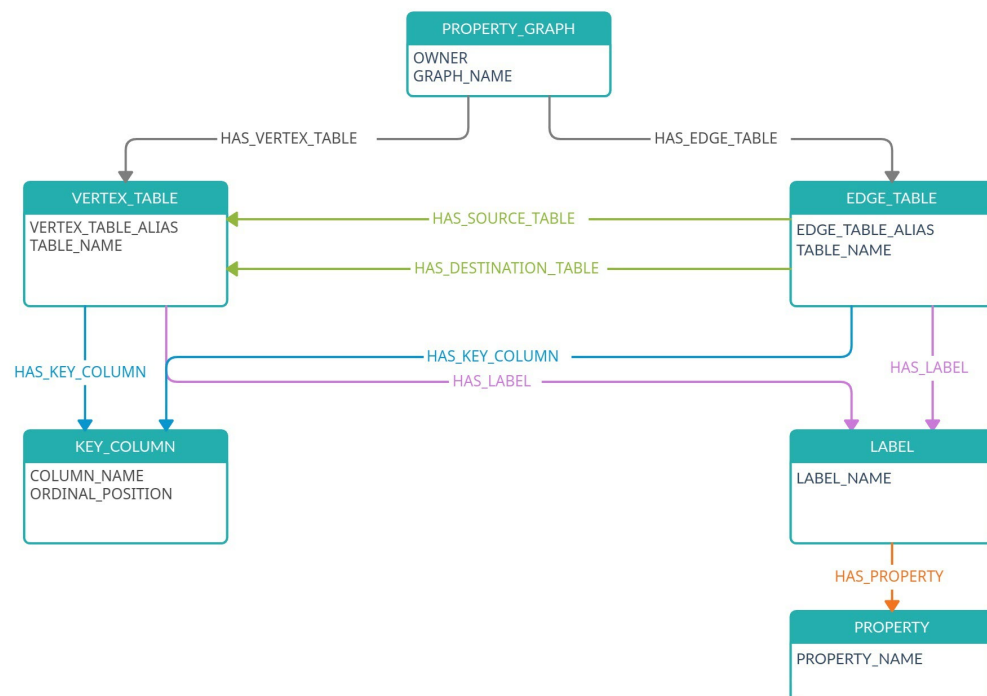 PROPERTY_GRAPH
OWNER
GRAPH_NAME
HAS_VERTEX_TABLE
HAS_EDGE_TABLE
VERTEX_TABLE
VERTEX_TABLE_ALIAS
TABLE_NAME
EDGE_TABLE
EDGE_TABLE_ALIAS
TABLE_NAME
HAS_SOURCE_TABLE
HAS_DESTINATION_TABLE
HAS_KEY_COLUMN
HAS_KEY_COLUMN
HAS_LABEL
HAS_LABEL
KEY_COLUMN
COLUMN_NAME
ORDINAL_POSITION
LABEL
LABEL_NAME
HAS_PROPERTY
PROPERTY
PROPERTY_NAME